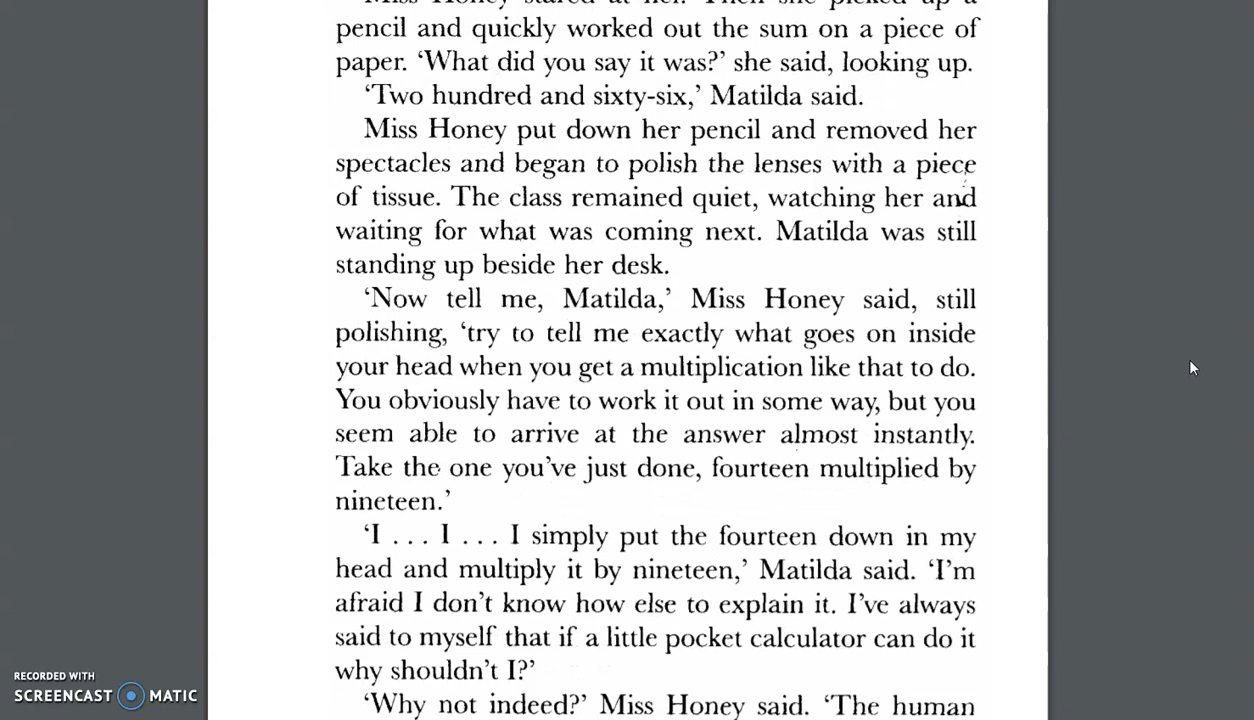 Miss Honey stared at her. Then she picked up a
pencil and quickly worked out the sum on a piece of
paper. ‘What did you say it was?’ she said, looking up.
‘Two hundred and sixty-six,’ Matilda said.
Miss Honey put down her pencil and removed her
spectacles and began to polish the lenses with a piece
of tissue. The class remained quiet, watching her and
waiting for what was coming next. Matilda was still
standing up beside her desk.
‘Now tell me, Matilda,’ Miss Honey said, still
polishing, ‘try to tell me exactly what goes on inside
your head when you get a multiplication like that to do.
You obviously have to work it out in some way, but you
seem able to arrive at the answer almost instantly.
Take the one you’ve just done, fourteen multiplied by
nineteen.’
‘I . . . I . . . I simply put the fourteen down in my
head and multiply it by nineteen,’ Matilda said. ‘I’m
afraid I don’t know how else to explain it. I’ve always
said to myself that if a little pocket calculator can do it
why shouldn’t I?’
‘Why not indeed?’ Miss Honey said. ‘The human
RECORDED WITH
SCREENCAST MATIC